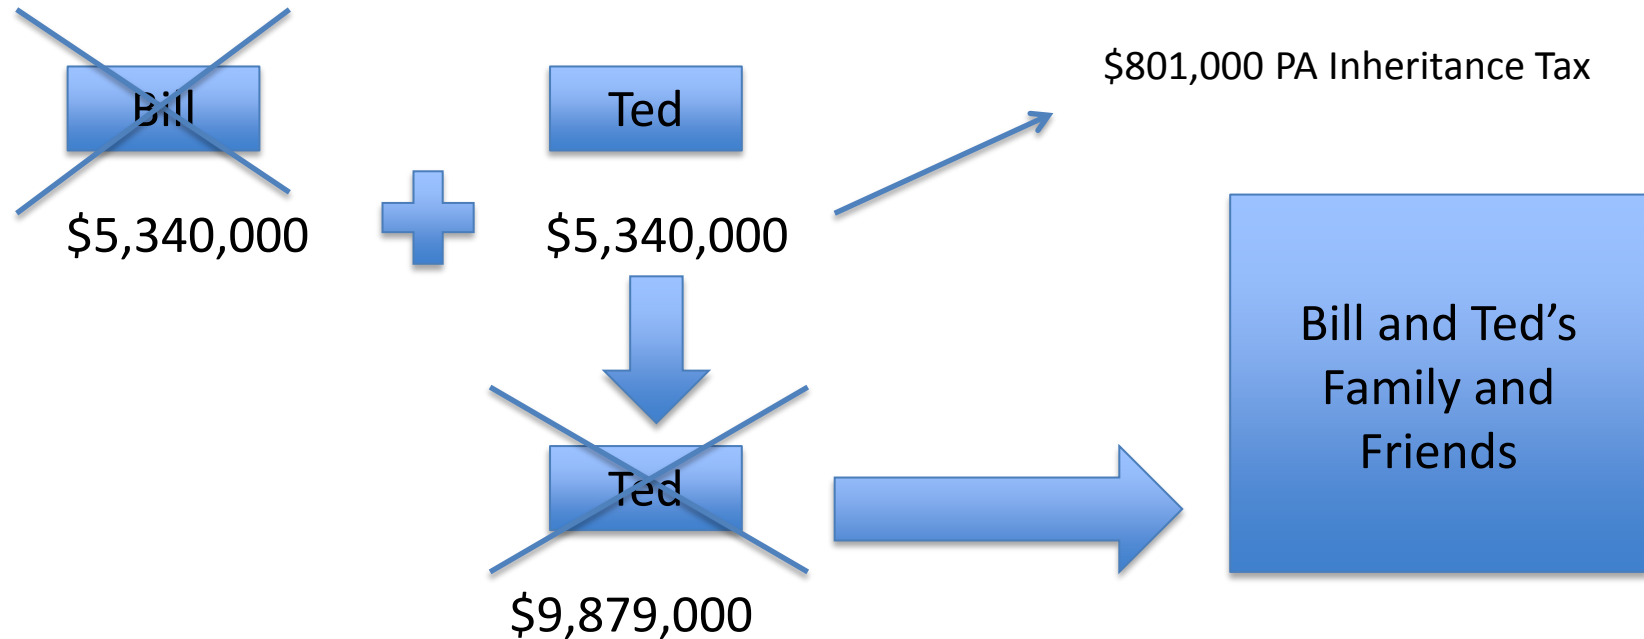 Bill
Ted
$801,000 PA Inheritance Tax
$5,340,000
$5,340,000
Bill and Ted’s
Family and
Friends
Ted
$9,879,000